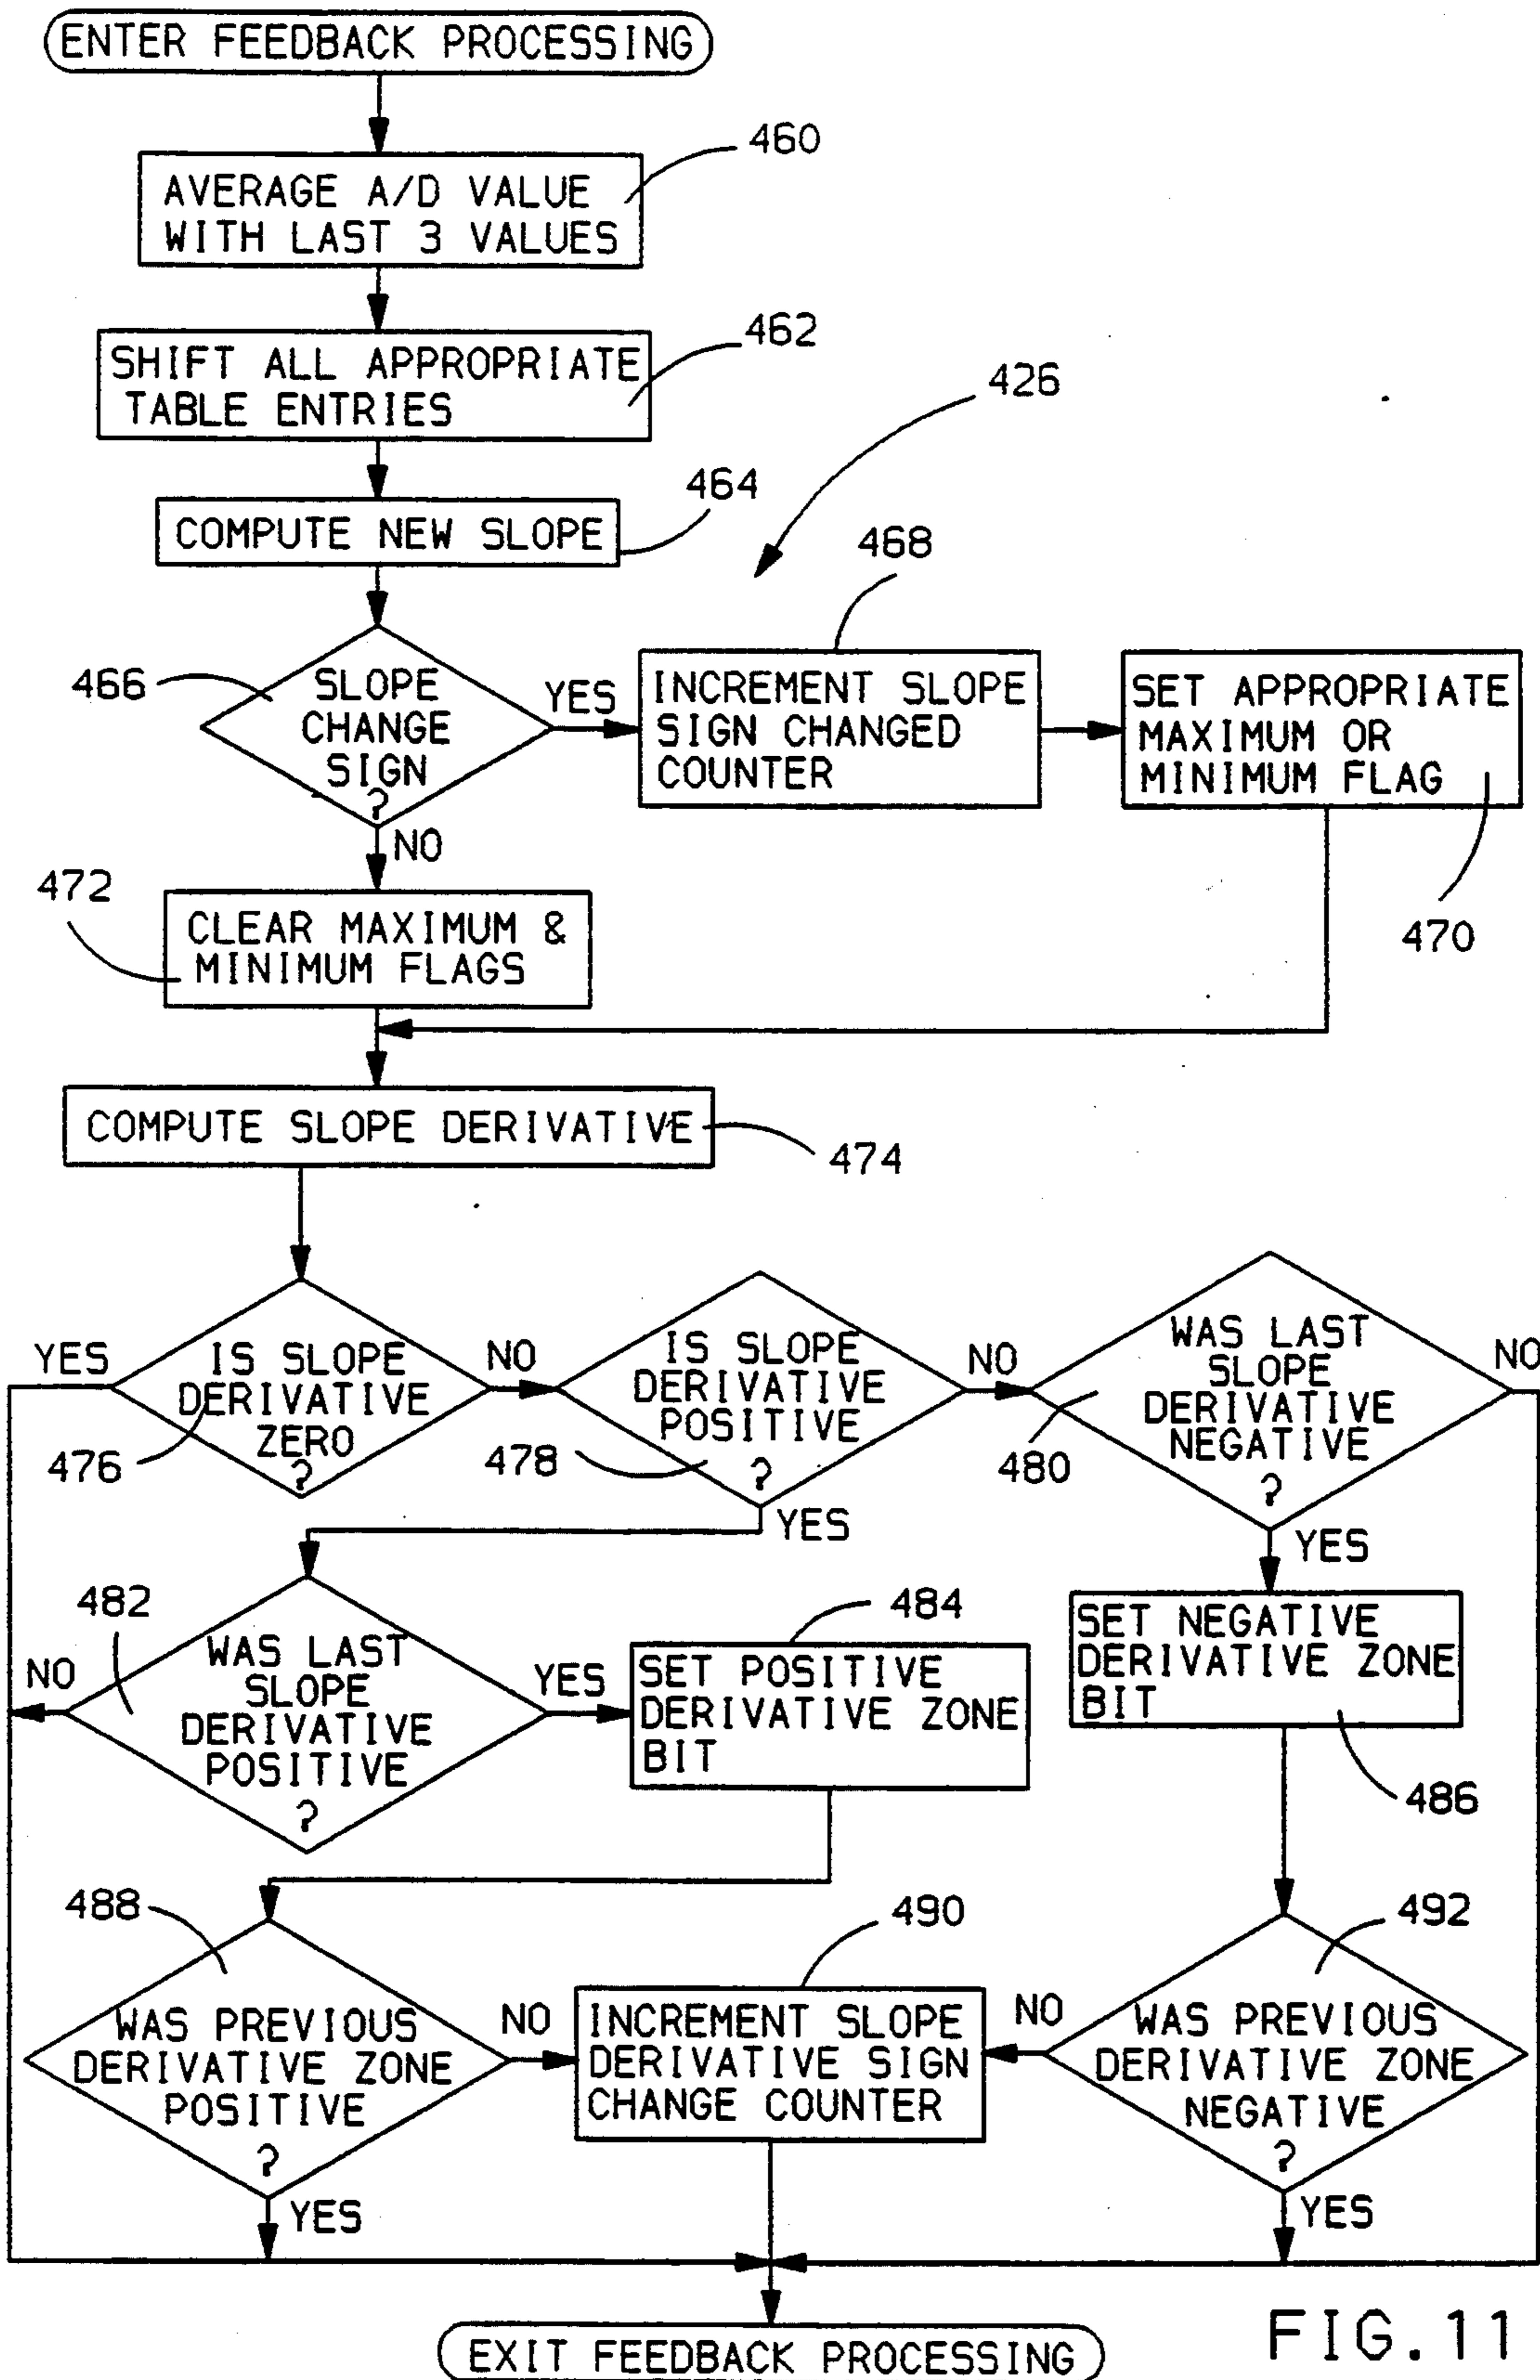 ENTER FEEDBACK PROCESSING
460
AVERAGE A/D VALUE
WITH LAST 3 VALUES
462
SHIFT ALL APPROPRIATE
TABLE ENTRIES
426
464
COMPUTE NEW SLOPE
468
466
SLOPE
CHANGE
SIGN
?
YES
INCREMENT SLOPE
SIGN CHANGED
COUNTER
SET APPROPRIATE
MAXIMUM OR
MINIMUM FLAG
NO
472
470
CLEAR MAXIMUM &
MINIMUM FLAGS
COMPUTE SLOPE DERIVATIVE
474
YES
IS SLOPE
DERIVATIVE
ZERO
?
476
NO
IS SLOPE
DERIVATIVE
POSITIVE
?
478
NO
WAS LAST
SLOPE
DERIVATIVE
NEGATIVE
?
480
NO
YES
YES
482
NO
WAS LAST
SLOPE
DERIVATIVE
POSITIVE
?
YES
484
SET POSITIVE
DERIVATIVE ZONE
BIT
SET NEGATIVE
DERIVATIVE ZONE
BIT
486
488
WAS PREVIOUS
DERIVATIVE ZONE
POSITIVE
?
NO
490
INCREMENT SLOPE
DERIVATIVE SIGN
CHANGE COUNTER
NO
492
WAS PREVIOUS
DERIVATIVE ZONE
NEGATIVE
?
YES
YES
EXIT FEEDBACK PROCESSING
FIG.11